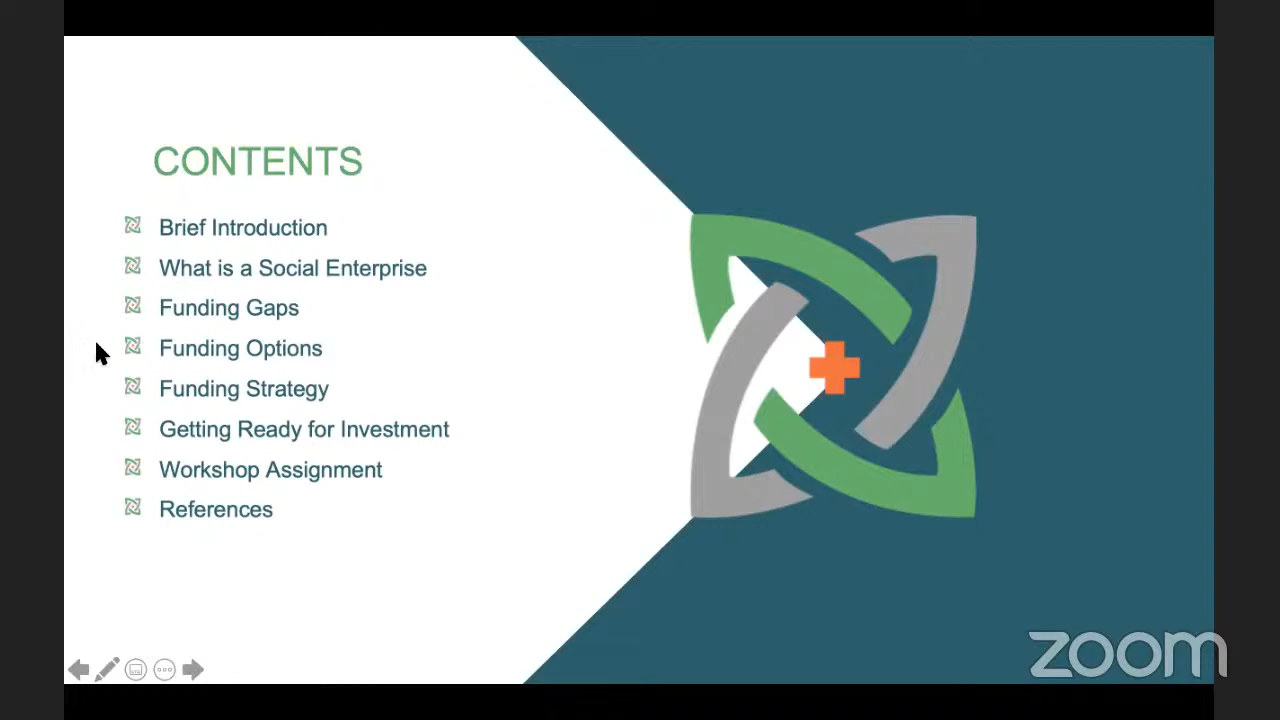 CONTENTS
Brief Introduction
What is a Social Enterprise
Funding Gaps
Funding Options
Funding Strategy
Getting Ready for Investment
Workshop Assignment
References
zoom